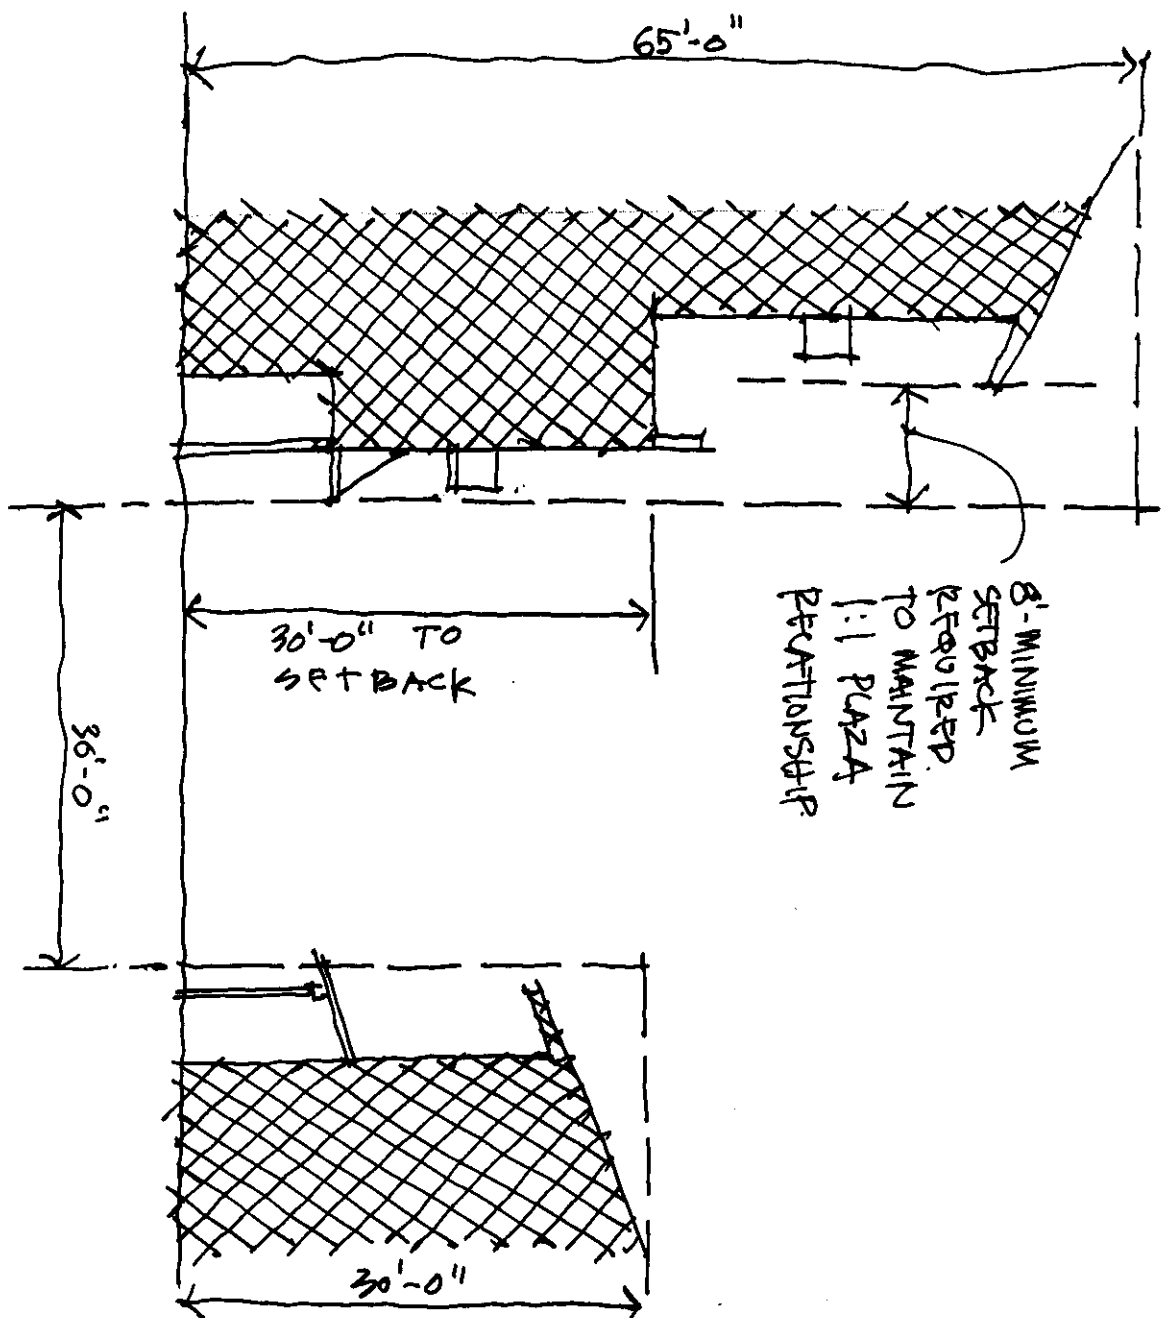 65'-0"
30'-0" TO
SETBACK
8'-MINIMUM
SETBACK
REQUIRED
TO MANTAIN
1:1 PLAZA
RELATIONSHIP
36'-0"
30'-0"